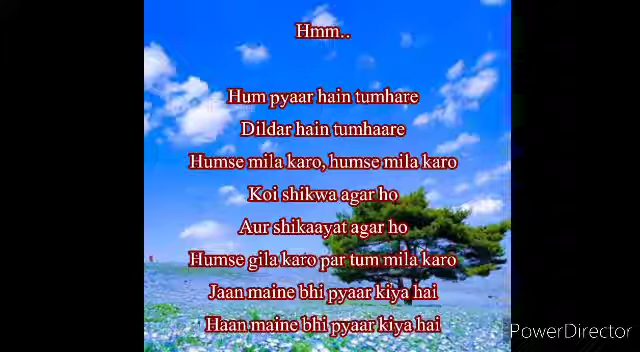 Hmm..
Hum pyaar hain tumhare
Dildar hain tumhaare
Humse mila karo, humse mila karo
Koi shikwa agar ho
Aur shikaayat agar ho
Humse gila karo par tum mila karo
Jaan maine bhi pyaar kiya hai
Haan maine bhi pyaar kiya hai
PowerDirector